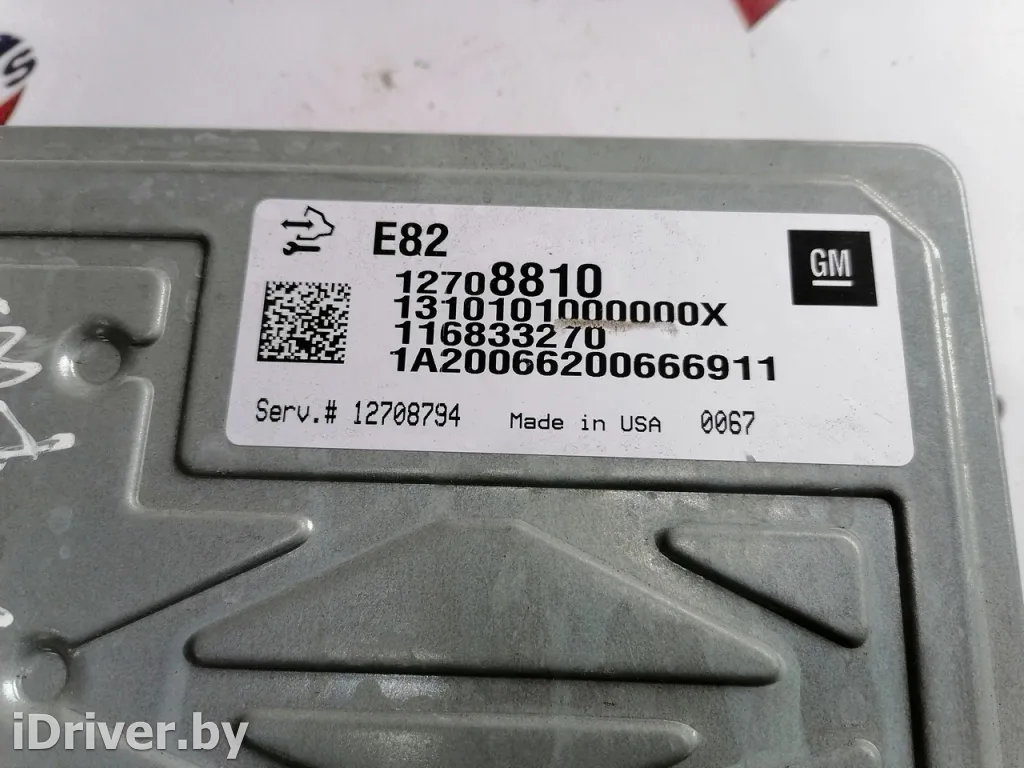 E82
GM
12708810
1310101000000X
116833270
1A20066200666911
Serv.# 12708794 Made in USA 0067
iDriver.by